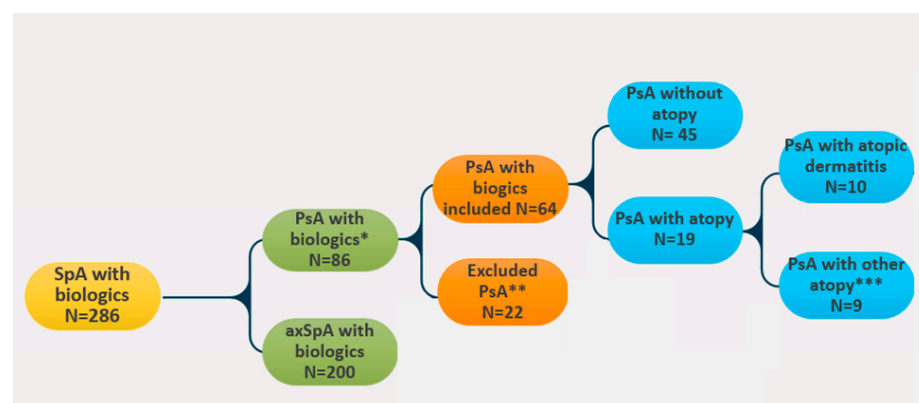 SpA with
biologics
N=286
PsA with
biologics*
N=86
axSpA with
biologics
N=200
PsA with
biogics
included N=64
Excluded
PsA**
N=22
PsA without
atopy
N= 45
PsA with atopy
N=19
PsA with atopic
dermatitis
N=10
PsA with other
atopy***
N=9